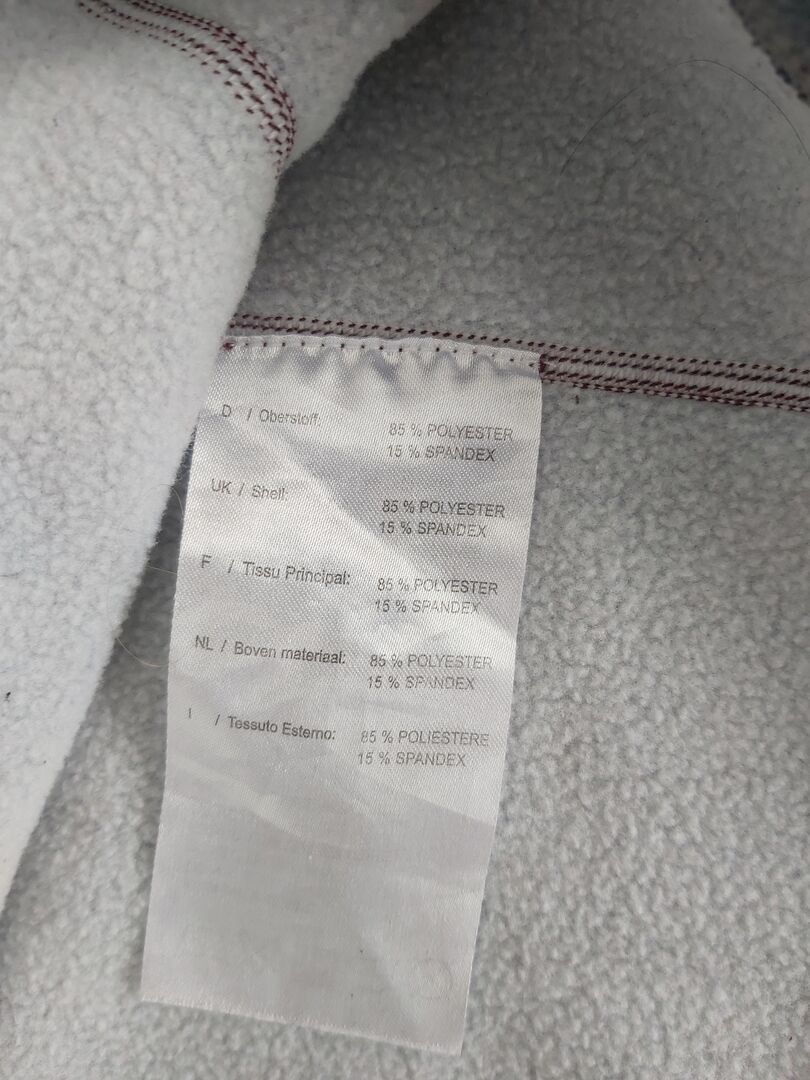 D / Oberstoff: 85 % POLYESTER
15 % SPANDEX
UK / Shell: 85 % POLYESTER
15 % SPANDEX
F / Tissu Principal: 85 % POLYESTER
15 % SPANDEX
NL / Boven materiaal: 85 % POLYESTER
15 % SPANDEX
I / Tessuto Esterno: 85 % POLIESTERE
15 % SPANDEX